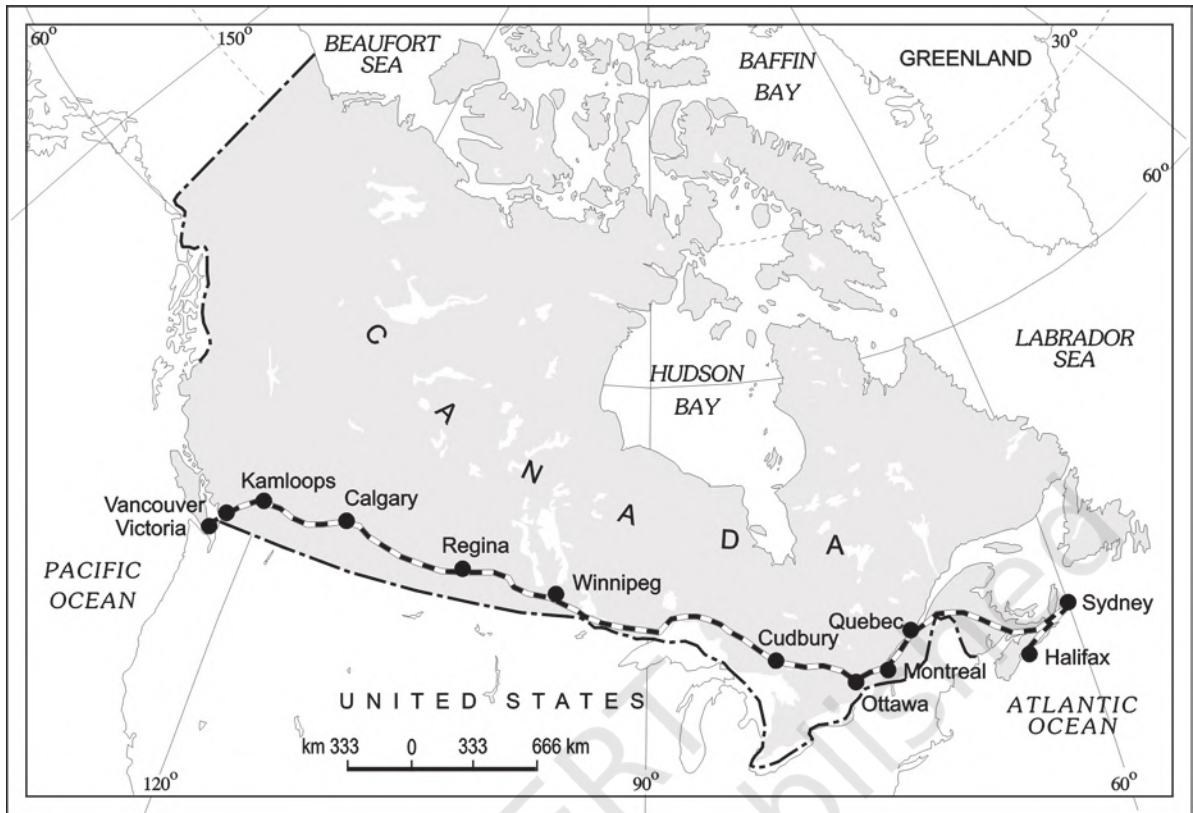 60°
150°
BEAUFORT
SEA
BAFFIN
BAY
GREENLAND
30°
60°
LABRADOR
SEA
HUDSON
BAY
C A N A D A
Kamloops
Vancouver
Victoria
Calgary
Regina
Winnipeg
PACIFIC
OCEAN
Cudbury
Quebec
Montreal
Ottawa
Sydney
Halifax
ATLANTIC
OCEAN
UNITED STATES
km 333 0 333 666 km
120°
90°
60°